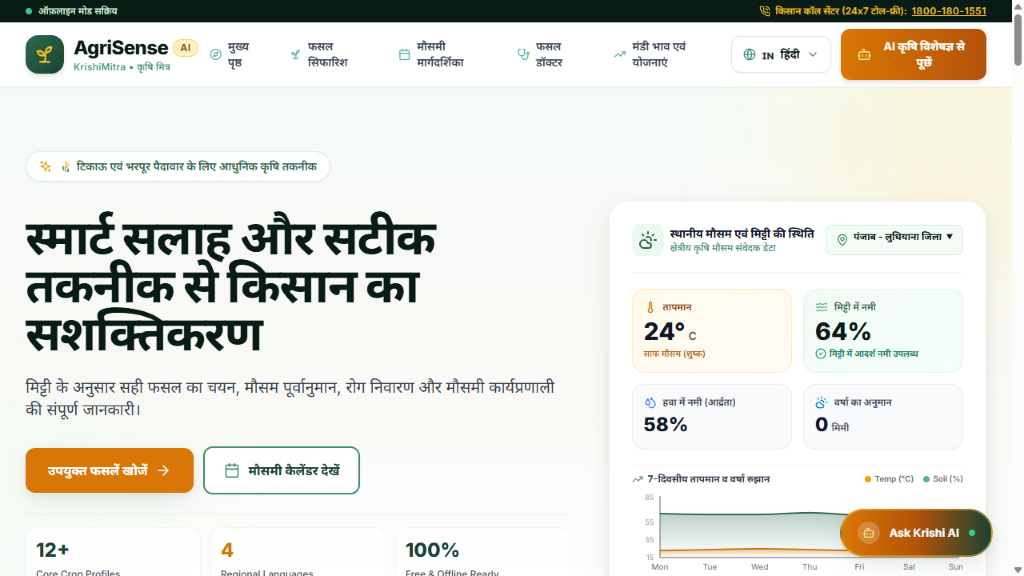 ऑफ़लाइन मोड सक्रिय
किसान कॉल सेंटर (24x7 टोल-फ्री): 1800-180-1551
AgriSense AI
KrishiMitra • कृषि मित्र
मुख्य पृष्ठ
फसल सिफारिश
मौसमी मार्गदर्शिका
फसल डॉक्टर
मंडी भाव एवं योजनाएं
IN हिंदी
AI कृषि विशेषज्ञ से पूछें
टिकाऊ एवं भरपूर पैदावार के लिए आधुनिक कृषि तकनीक
स्मार्ट सलाह और सटीक
तकनीक से किसान का
सशक्तिकरण
मिट्टी के अनुसार सही फसल का चयन, मौसम पूर्वानुमान, रोग निवारण और मौसमी कार्यप्रणाली
की संपूर्ण जानकारी।
उपयुक्त फसलें खोजें
मौसमी कैलेंडर देखें
12+
Core Crop Profiles
4
Regional Languages
100%
Free & Offline Ready
स्थानीय मौसम एवं मिट्टी की स्थिति
क्षेत्रीय कृषि मौसम संवेदक डेटा
पंजाब - लुधियाना जिला ▼
तापमान
24° C
साफ मौसम (शुष्क)
मिट्टी में नमी
64%
मिट्टी में आदर्श नमी उपलब्ध
हवा में नमी (आर्द्रता)
58%
वर्षा का अनुमान
0 मिमी
7-दिवसीय तापमान व वर्षा रुझान
Temp (°C)
Soil (%)
85
55
35
15
Mon Tue Wed Thu Fri Sat Sun
Ask Krishi AI